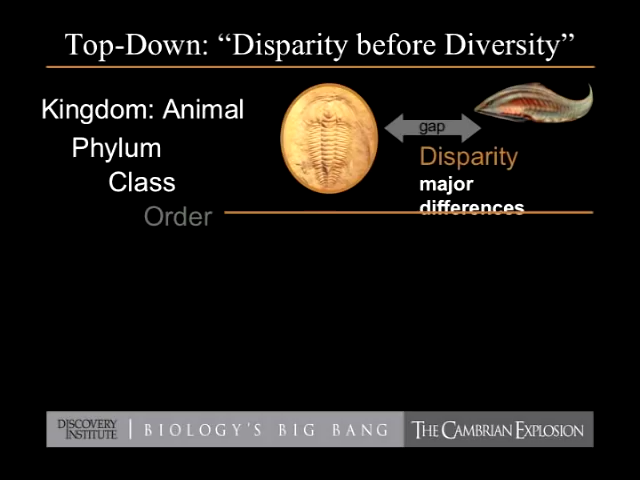 Top-Down: “Disparity before Diversity”
Kingdom: Animal
Phylum
Class
Order
gap
Disparity
major
differences
DISCOVERY
INSTITUTE
BIOLOGY'S BIG BANG
THE CAMBRIAN EXPLOSION